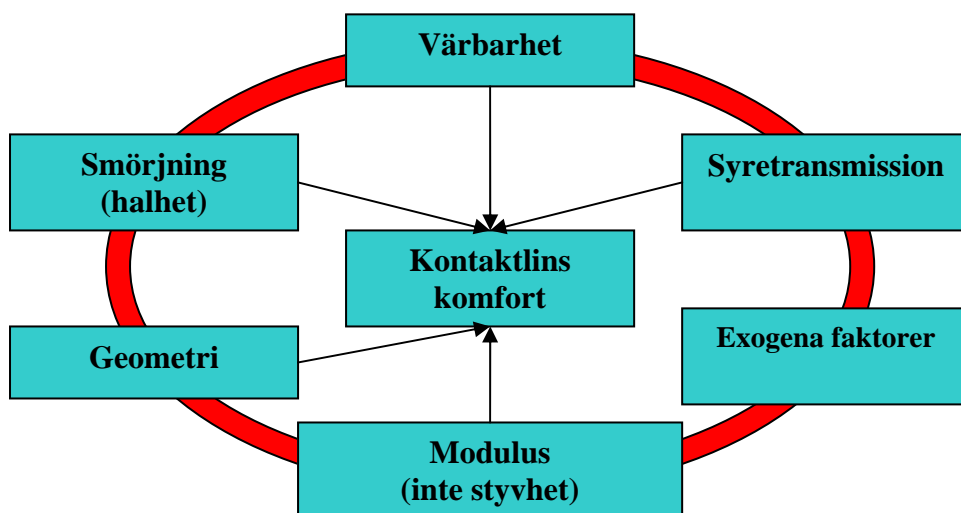 Värbarhet
Smörjning
(halhet)
Syretransmission
Kontaktlins
komfort
Geometri
Exogena faktorer
Modulus
(inte styvhet)